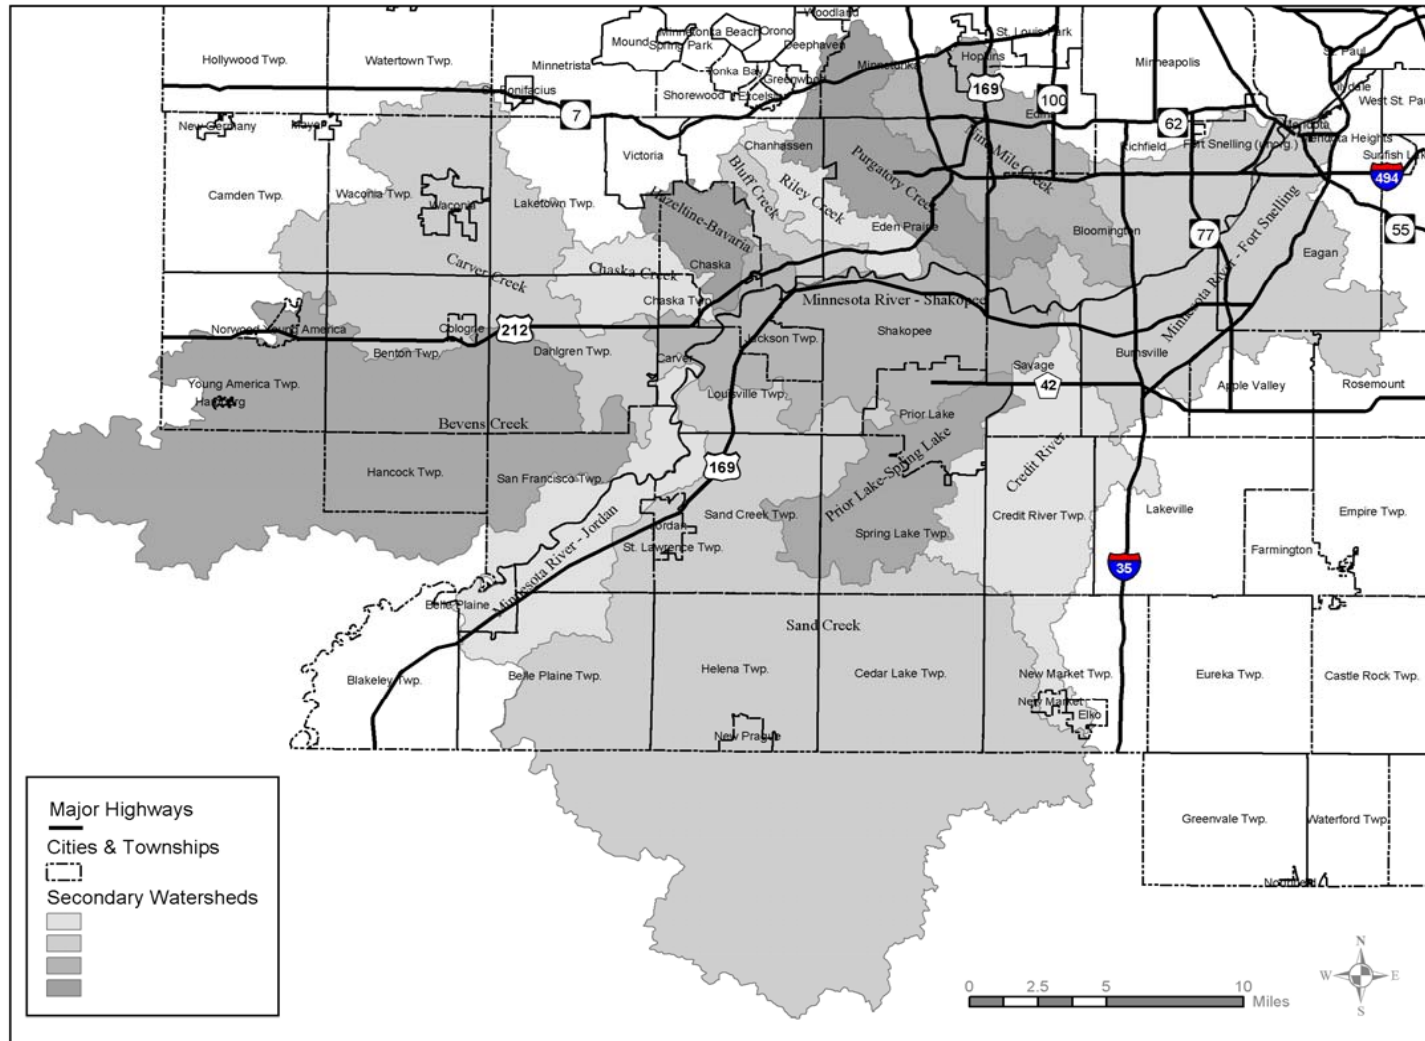 Woodland
Minnetonka Beach
Orono
St. Louis Park
Mound
Spring Park
Deephaven
Hopkins
St. Paul
Hollywood Twp.
Watertown Twp.
Minnetrista
Tonka Bay
Greenwood
Minnetonka
Minneapolis
Lilydale
St. Bonifacius
Shorewood
Excelsior
169
100
West St. Paul
7
Edina
62
New Germany
Mayer
Mendota
Mendota Heights
Victoria
Chanhassen
Nine Mile Creek
Richfield
Fort Snelling (unorg.)
Sunfish Lake
Bluff Creek
Riley Creek
Purgatory Creek
494
Camden Twp.
Waconia Twp.
Waconia
Laketown Twp.
Hazeltine-Bavaria
Eden Prairie
Bloomington
77
55
Minnesota River - Fort Snelling
Eagan
Carver Creek
Chaska Creek
Chaska
Chaska Twp.
Minnesota River - Shakopee
Norwood Young America
Cologne
212
Jackson Twp.
Shakopee
Benton Twp.
Dahlgren Twp.
Carver
Savage
Burnsville
Young America Twp.
Hamburg
Louisville Twp.
42
Apple Valley
Rosemount
Bevens Creek
Prior Lake
Hancock Twp.
San Francisco Twp.
169
Prior Lake-Spring Lake
Credit River
Minnesota River - Jordan
Jordan
Sand Creek Twp.
Credit River Twp.
Lakeville
Empire Twp.
St. Lawrence Twp.
Spring Lake Twp.
Farmington
35
Belle Plaine
Sand Creek
Blakeley Twp.
Belle Plaine Twp.
Helena Twp.
Cedar Lake Twp.
New Market Twp.
Eureka Twp.
Castle Rock Twp.
New Market
Elko
New Prague
Major Highways
Cities & Townships
Secondary Watersheds
Greenvale Twp.
Waterford Twp.
Northfield
N
W
E
S
0
2.5
5
10
Miles